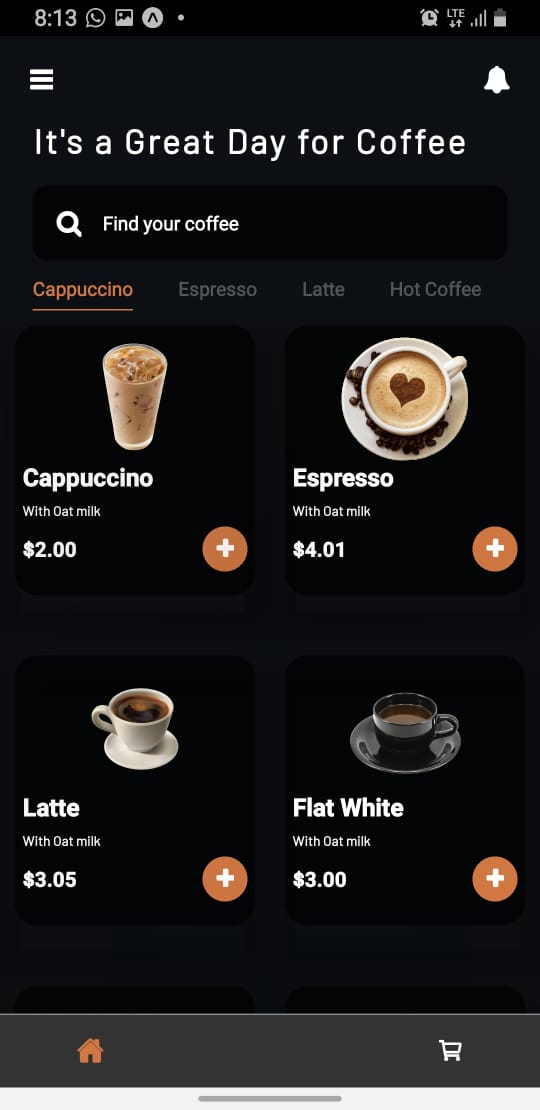 8:13 LTE
It's a Great Day for Coffee
Find your coffee
Cappuccino Espresso Latte Hot Coffee
Cappuccino
With Oat milk
$2.00
Espresso
With Oat milk
$4.01
Latte
With Oat milk
$3.05
Flat White
With Oat milk
$3.00